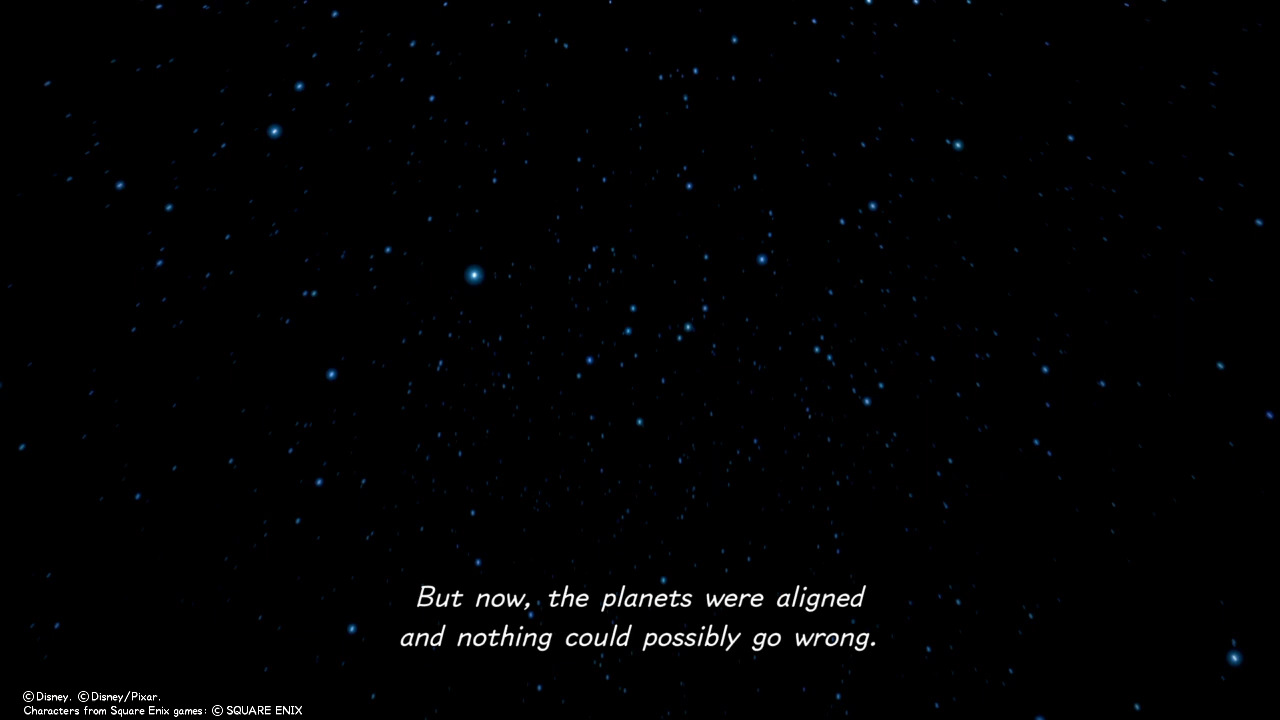 But now, the planets were aligned
and nothing could possibly go wrong.
©Disney. ©Disney/Pixar.
Characters from Square Enix games: © SQUARE ENIX